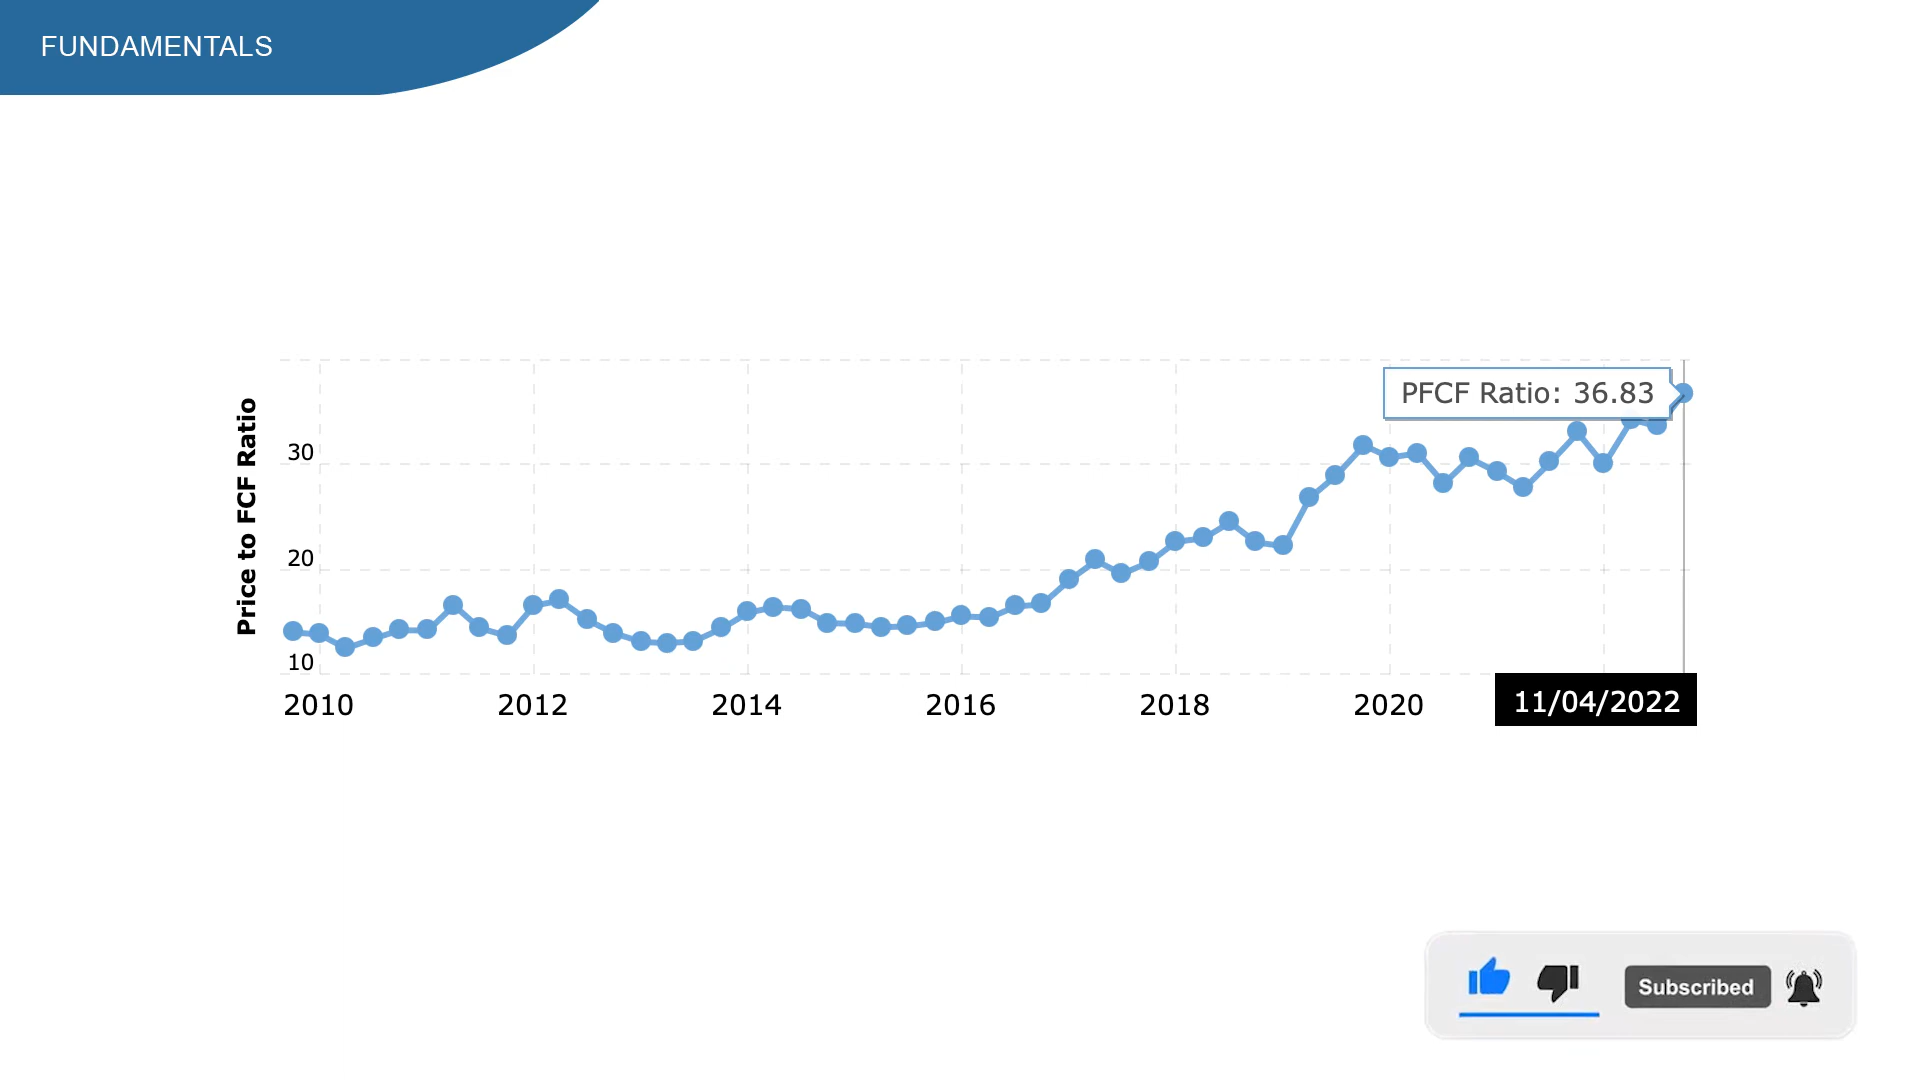 FUNDAMENTALS
Price to FCF Ratio
PFCF Ratio: 36.83
30
20
10
2010
2012
2014
2016
2018
2020
11/04/2022
Subscribed